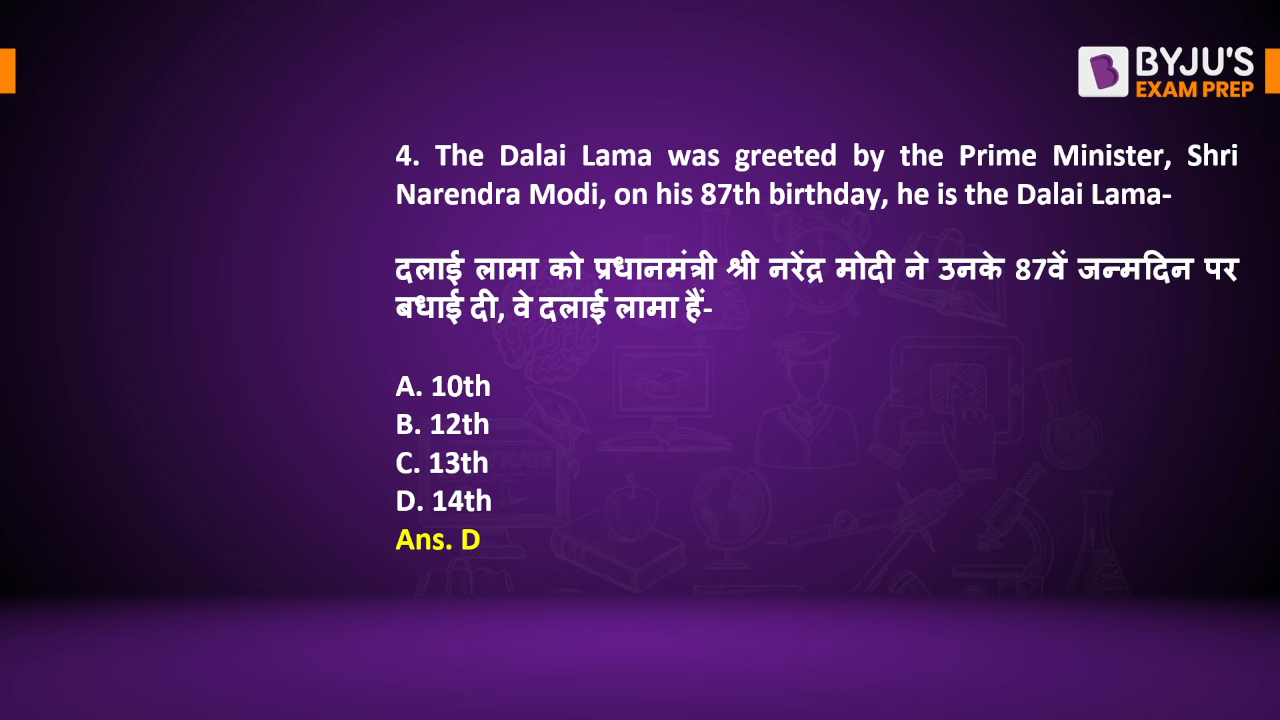 BYJU'S
EXAM PREP
4. The Dalai Lama was greeted by the Prime Minister, Shri
Narendra Modi, on his 87th birthday, he is the Dalai Lama-
दलाई लामा को प्रधानमंत्री श्री नरेंद्र मोदी ने उनके 87वें जन्मदिन पर
बधाई दी, वे दलाई लामा हैं-
A. 10th
B. 12th
C. 13th
D. 14th
Ans. D